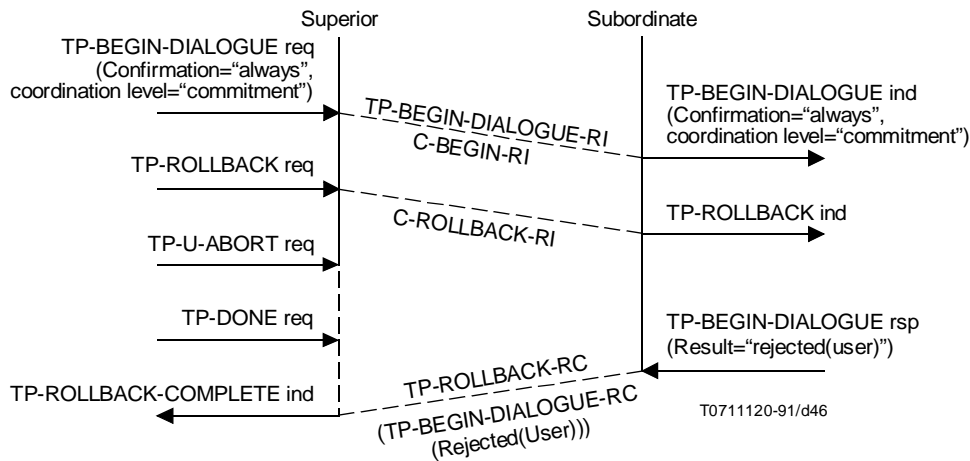 Superior
Subordinate
TP-BEGIN-DIALOGUE req
(Confirmation=“always”,
coordination level=“commitment”)
TP-BEGIN-DIALOGUE-RI
C-BEGIN-RI
TP-BEGIN-DIALOGUE ind
(Confirmation=“always”,
coordination level=“commitment”)
TP-ROLLBACK req
C-ROLLBACK-RI
TP-ROLLBACK ind
TP-U-ABORT req
TP-DONE req
TP-BEGIN-DIALOGUE rsp
(Result=“rejected(user)”)
TP-ROLLBACK-COMPLETE ind
TP-ROLLBACK-RC
(TP-BEGIN-DIALOGUE-RC
(Rejected(User)))
T0711120-91/d46